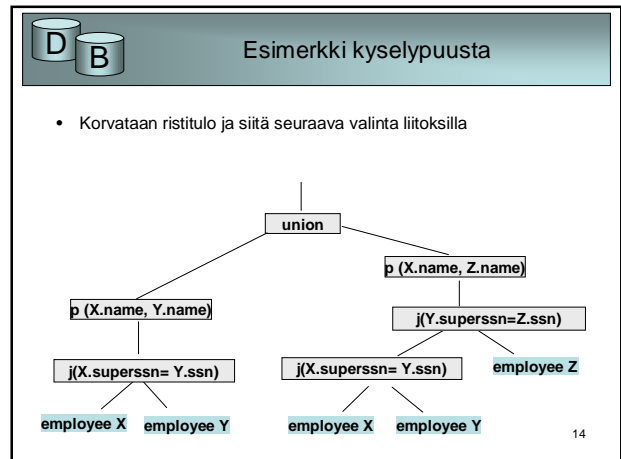 D B
Esimerkki kyselypuusta
• Korvataan ristitulo ja siitä seuraava valinta liitoksilla
union
p (X.name, Z.name)
p (X.name, Y.name)
j(Y.superssn=Z.ssn)
j(X.superssn= Y.ssn)
j(X.superssn= Y.ssn)
employee Z
employee X
employee Y
employee X
employee Y
14